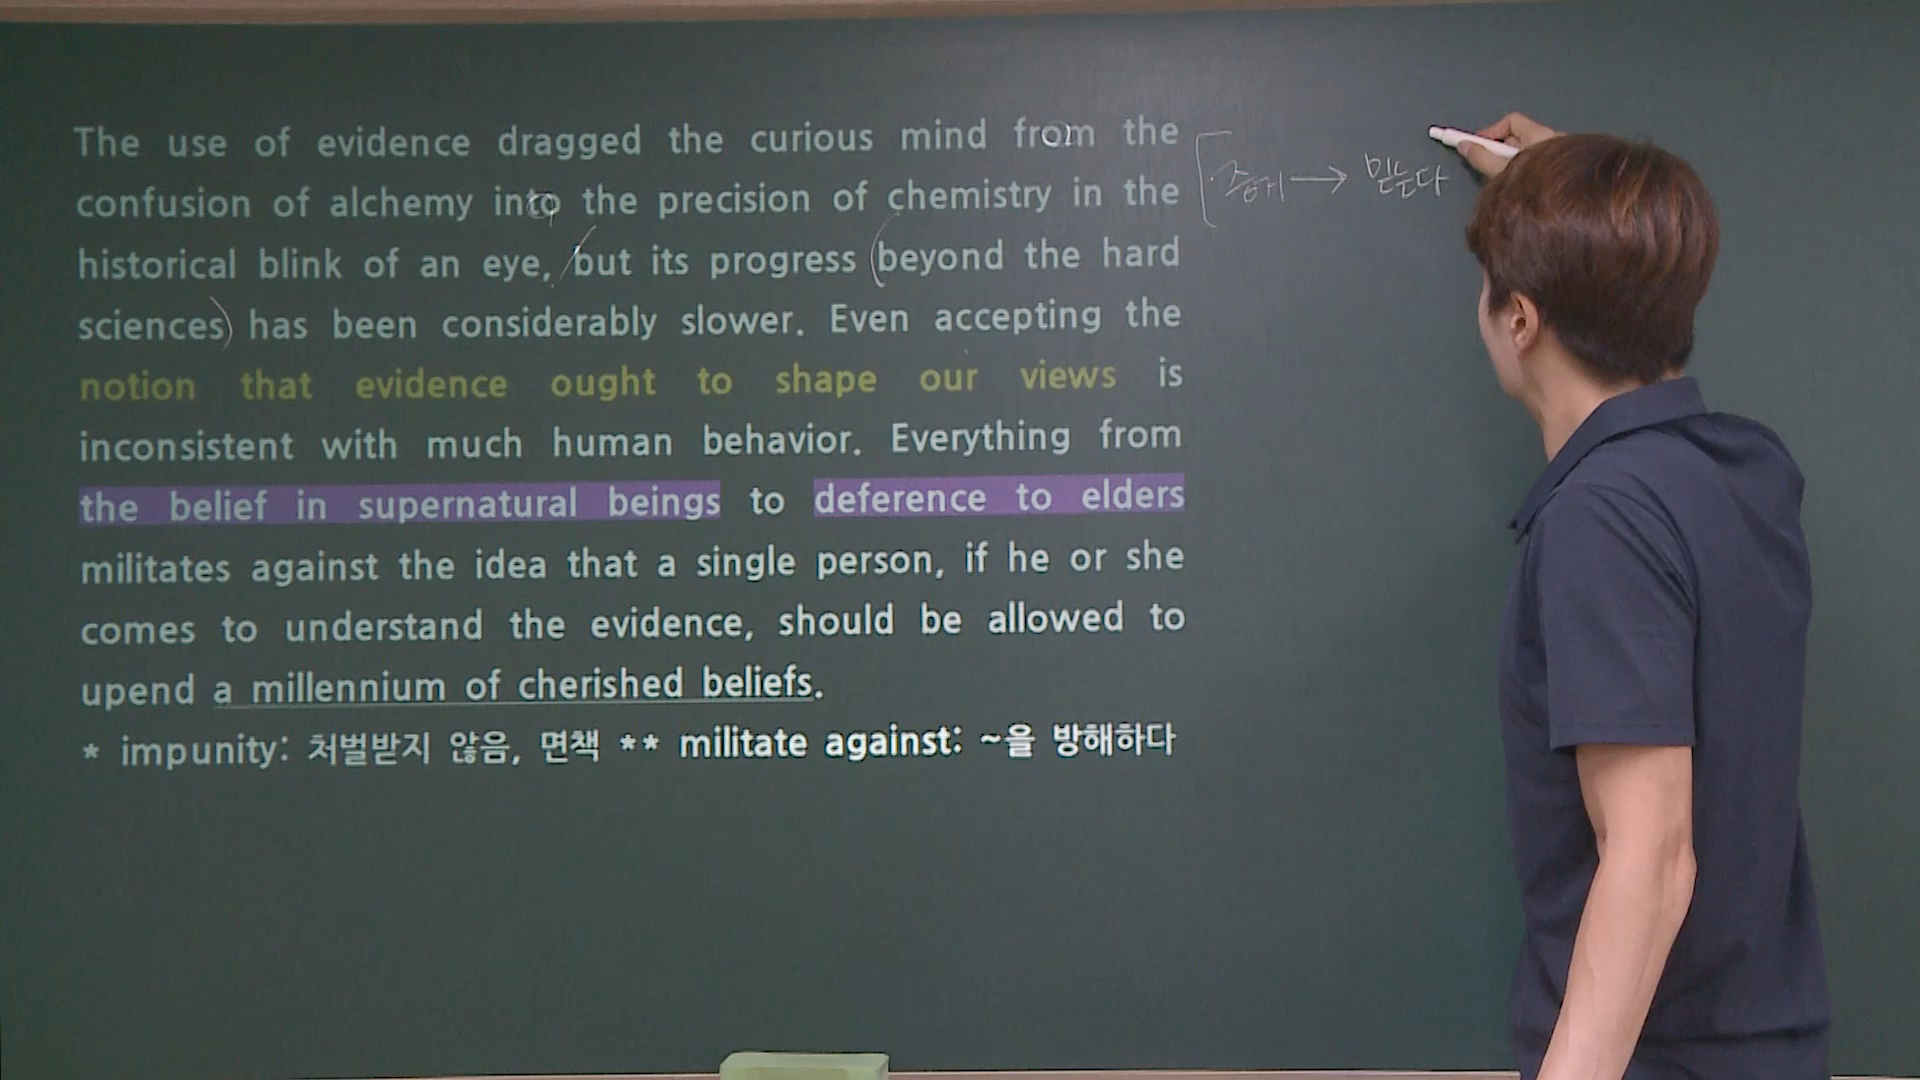 The use of evidence dragged the curious mind from the
confusion of alchemy into the precision of chemistry in the
historical blink of an eye, but its progress (beyond the hard
sciences) has been considerably slower. Even accepting the
notion that evidence ought to shape our views is
inconsistent with much human behavior. Everything from
the belief in supernatural beings to deference to elders
militates against the idea that a single person, if he or she
comes to understand the evidence, should be allowed to
upend a millennium of cherished beliefs.
* impunity: 처벌받지 않음, 면책 ** militate against: ~을 방해하다
증거 → 믿는다